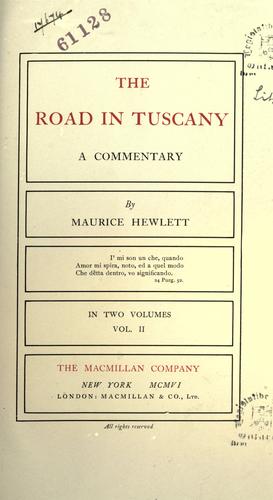 61128
THE
ROAD IN TUSCANY
A COMMENTARY
By
MAURICE HEWLETT
I' mi son un che, quando
Amor mi spira, noto, ed a quel modo
Che dètta dentro, vo significando.
24 Purg. 52.
IN TWO VOLUMES
VOL. II
THE MACMILLAN COMPANY
NEW YORK MCMVI
LONDON: MACMILLAN & CO., LTD.
All rights reserved